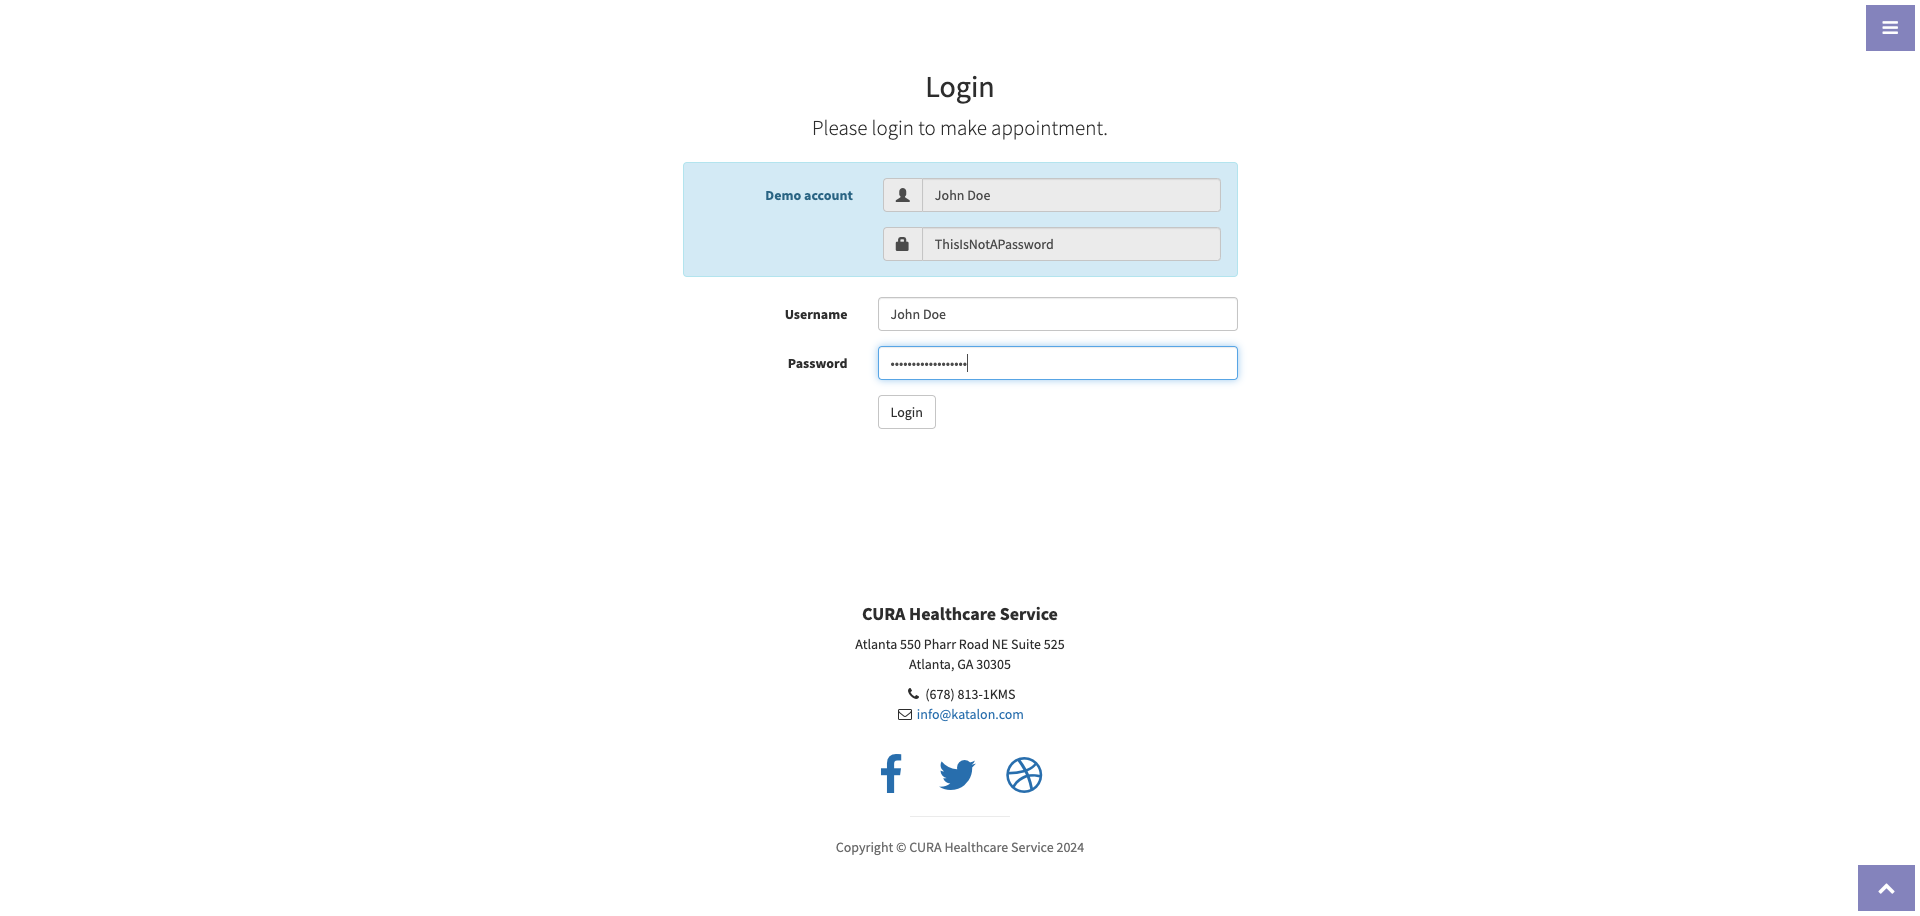 Login
Please login to make appointment.
Demo account
John Doe
ThisIsNotAPassword
Username
John Doe
Password
••••••••••••••••••
Login
CURA Healthcare Service
Atlanta 550 Pharr Road NE Suite 525
Atlanta, GA 30305
(678) 813-1KMS
info@katalon.com
Copyright © CURA Healthcare Service 2024